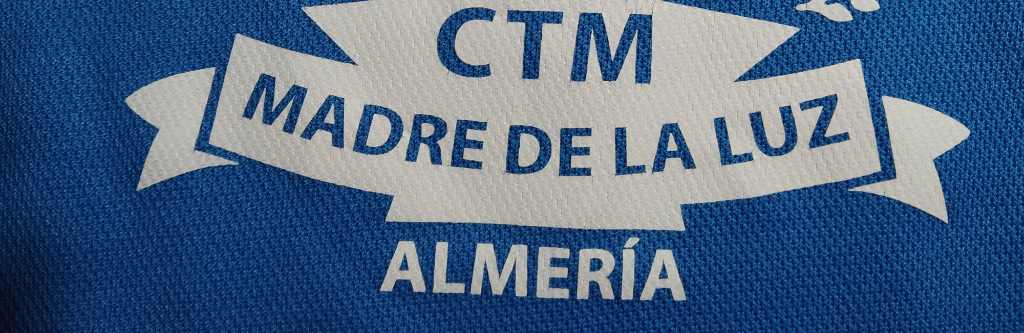 CTM
MADRE DE LA LUZ
ALMERÍA